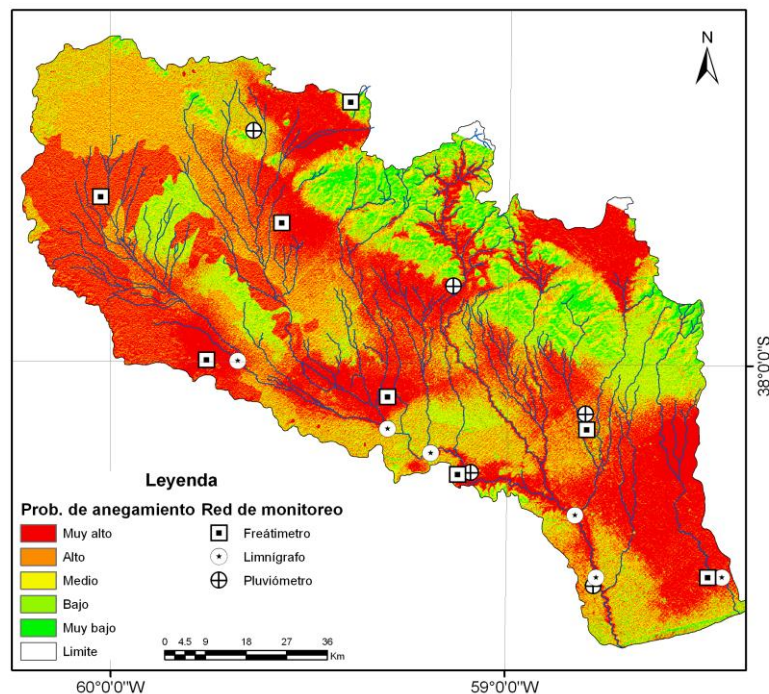 N
38°0'0"S
Leyenda
Prob. de anegamiento
Muy alto
Alto
Medio
Bajo
Muy bajo
Limite
Red de monitoreo
Freátimetro
Limnígrafo
Pluviómetro
0 4.5 9 18 27 36
Km
60°0'0"W
59°0'0"W